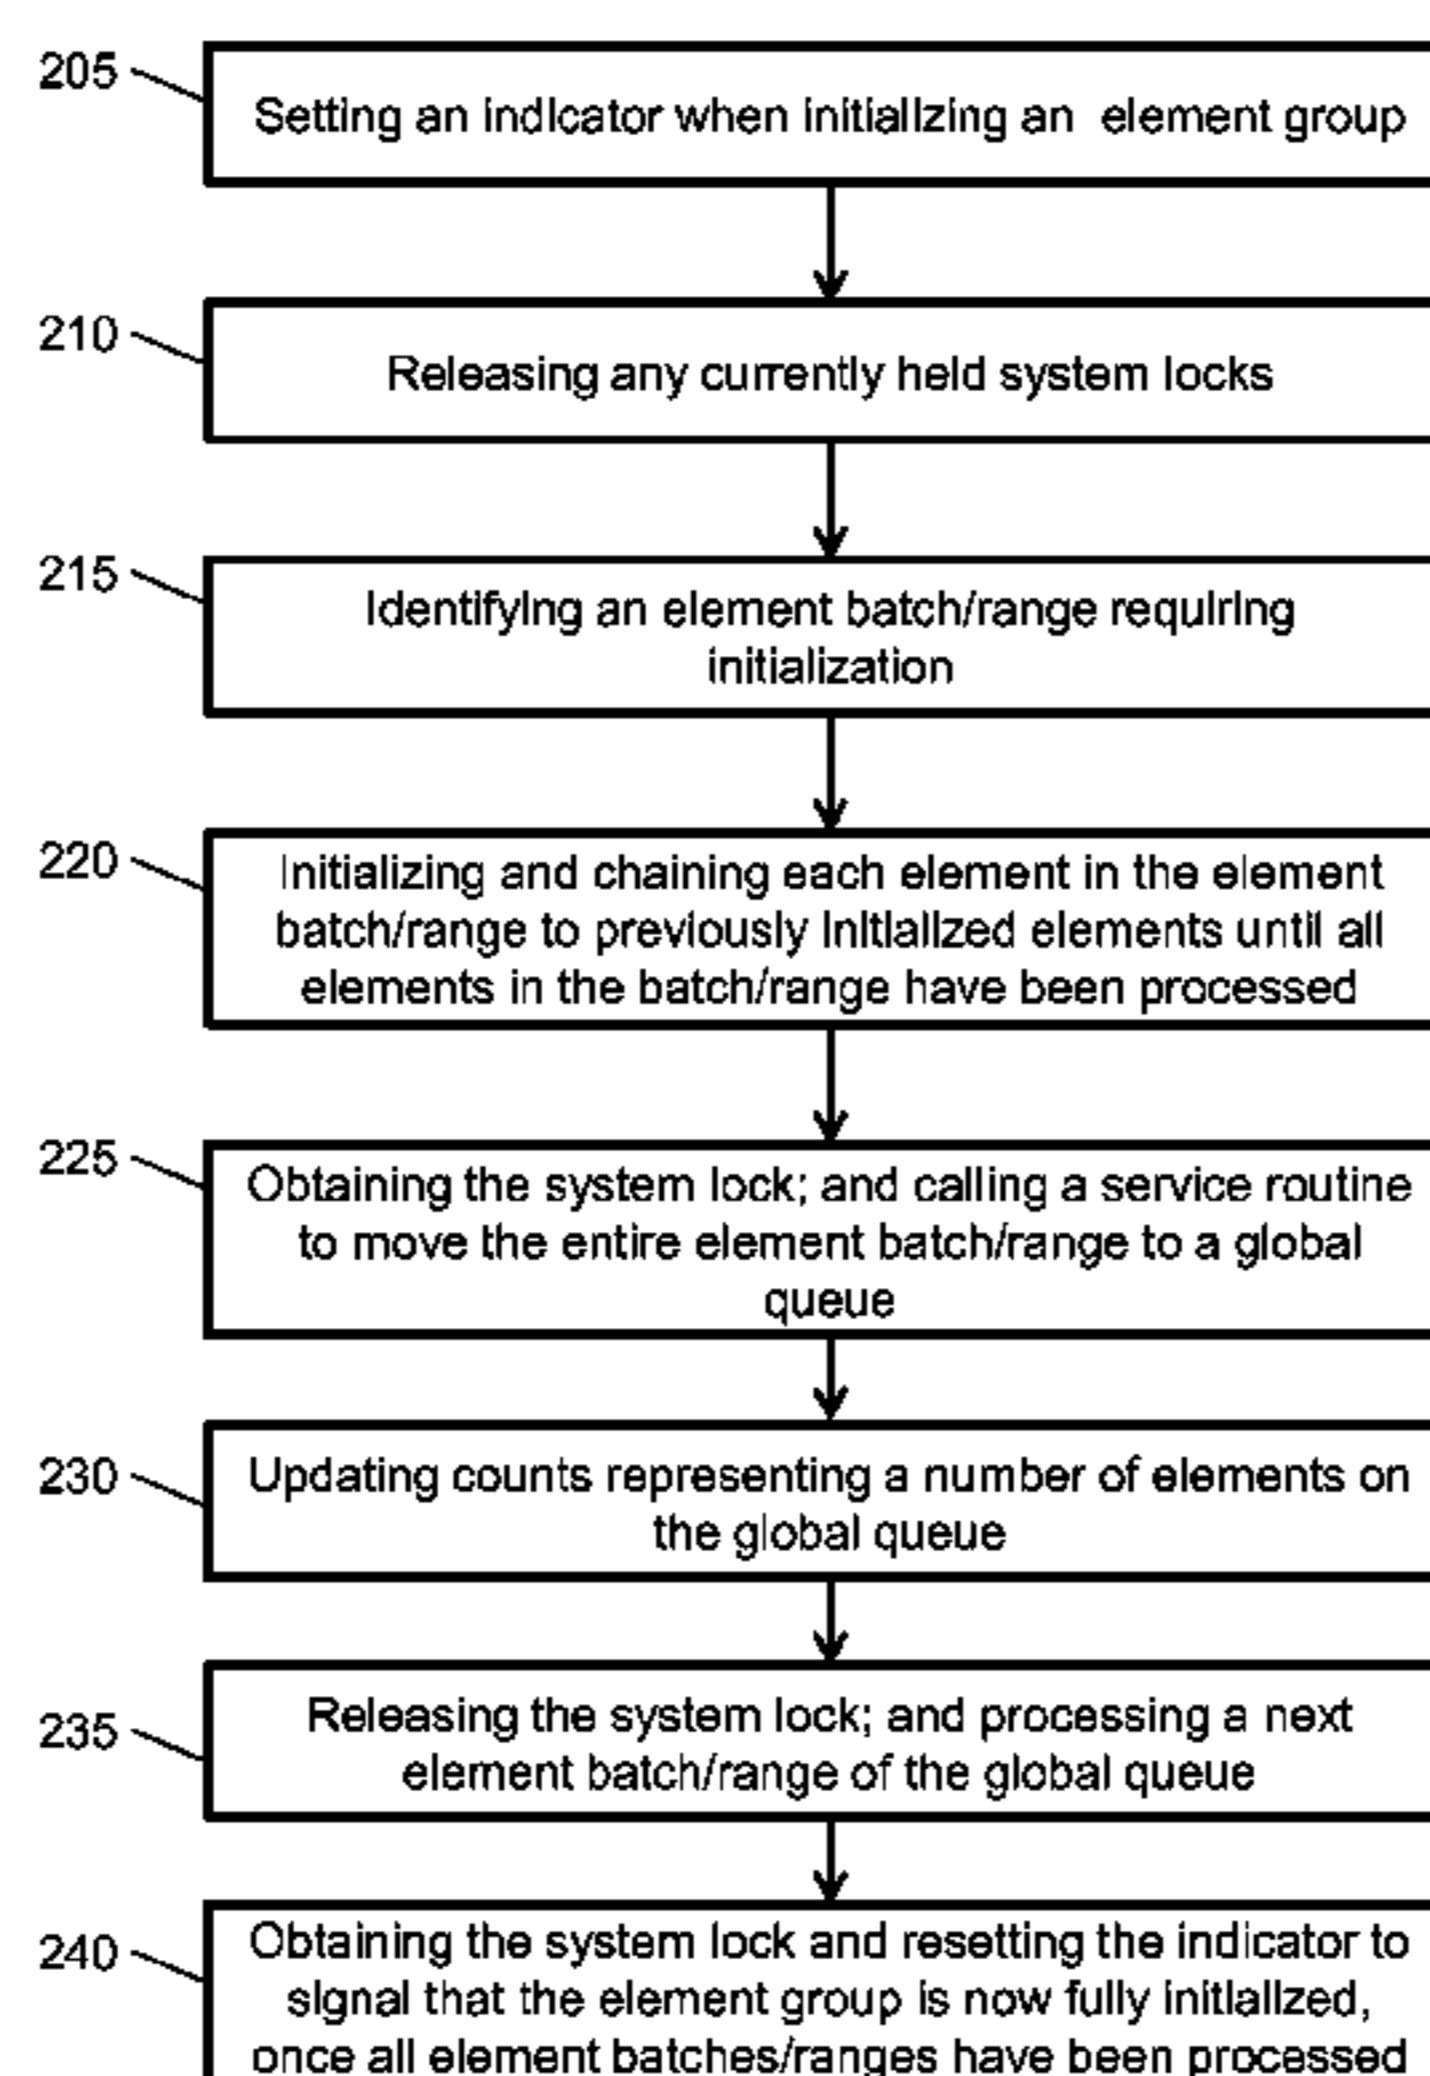 205
Setting an indicator when initializing an element group
210
Releasing any currently held system locks
215
Identifying an element batch/range requiring
initialization
220
Initializing and chaining each element in the element
batch/range to previously initialized elements until all
elements in the batch/range have been processed
225
Obtaining the system lock; and calling a service routine
to move the entire element batch/range to a global
queue
230
Updating counts representing a number of elements on
the global queue
235
Releasing the system lock; and processing a next
element batch/range of the global queue
240
Obtaining the system lock and resetting the indicator to
signal that the element group is now fully initialized,
once all element batches/ranges have been processed